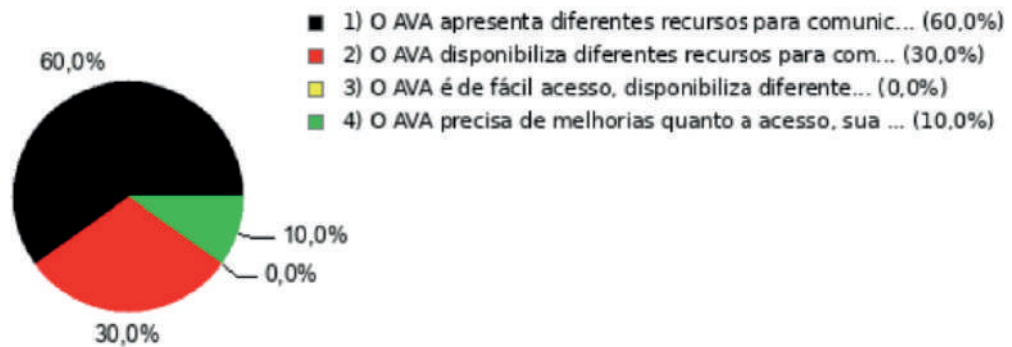 1) O AVA apresenta diferentes recursos para comunic... (60,0%)
2) O AVA disponibiliza diferentes recursos para com... (30,0%)
3) O AVA é de fácil acesso, disponibiliza diferente... (0,0%)
4) O AVA precisa de melhorias quanto a acesso, sua ... (10,0%)
60,0%
10,0%
0,0%
30,0%